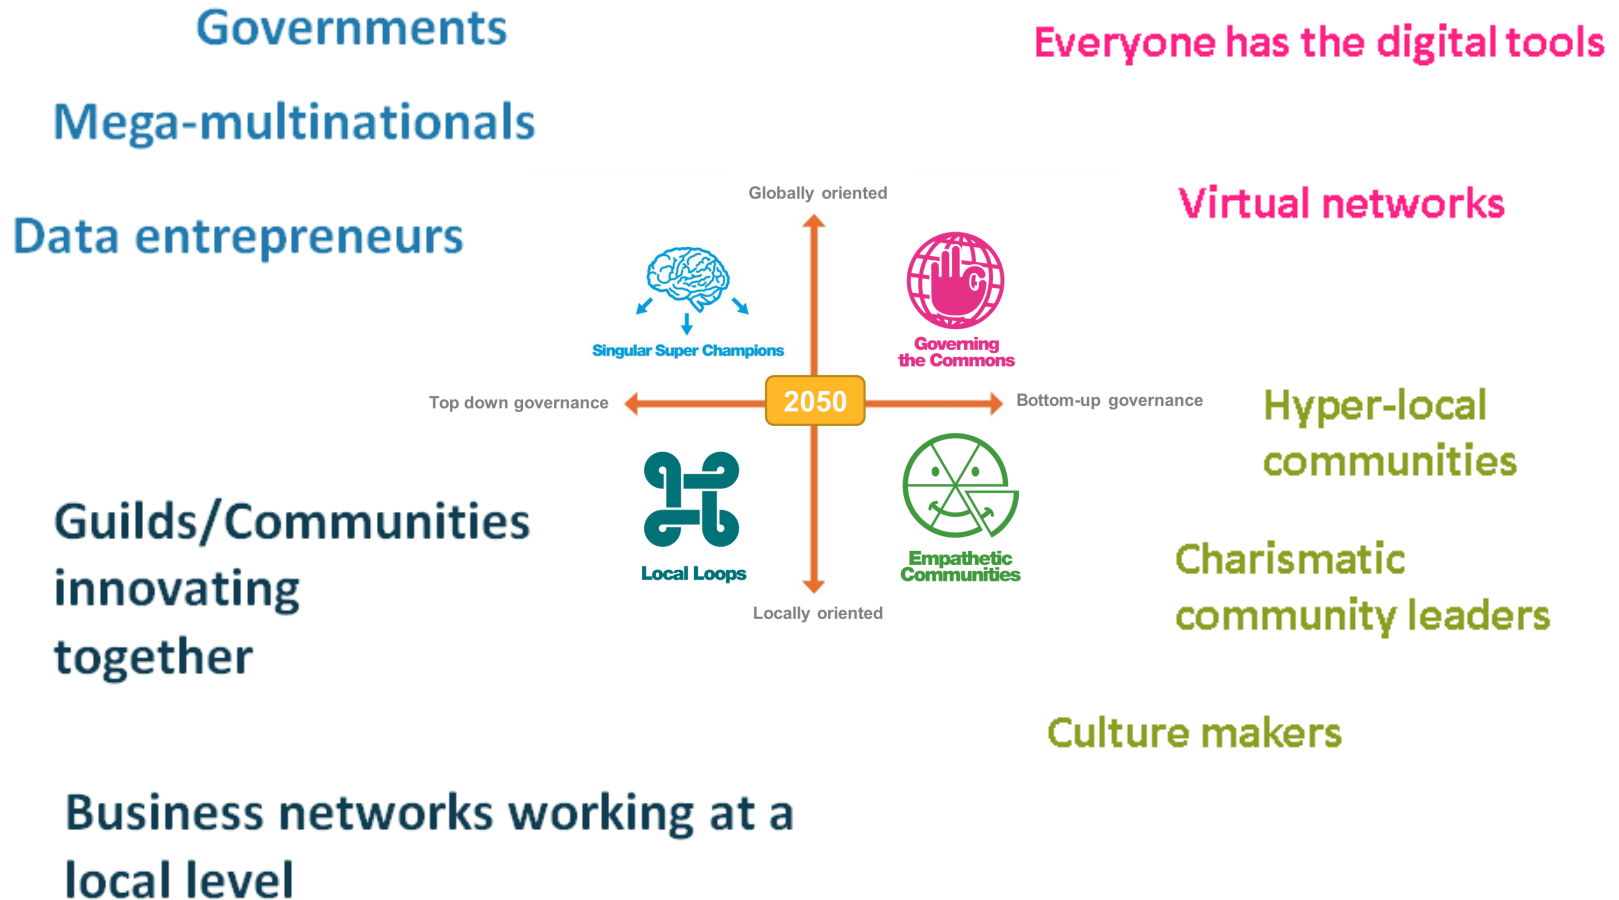 Governments
Everyone has the digital tools
Mega-multinationals
Globally oriented
Virtual networks
Data entrepreneurs
Singular Super Champions
Governing
the Commons
Top down governance
2050
Bottom-up governance
Hyper-local
communities
Guilds/Communities
innovating
together
Local Loops
Empathetic
Communities
Locally oriented
Charismatic
community leaders
Culture makers
Business networks working at a
local level